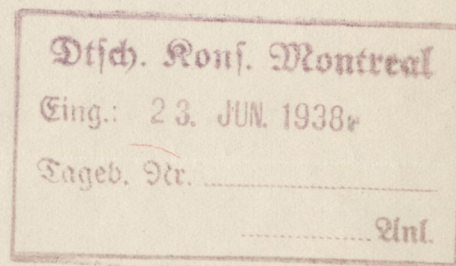 Dtsch. Kons. Montreal
Eing.: 23. JUN. 1938
Tageb. Nr.
Anl.